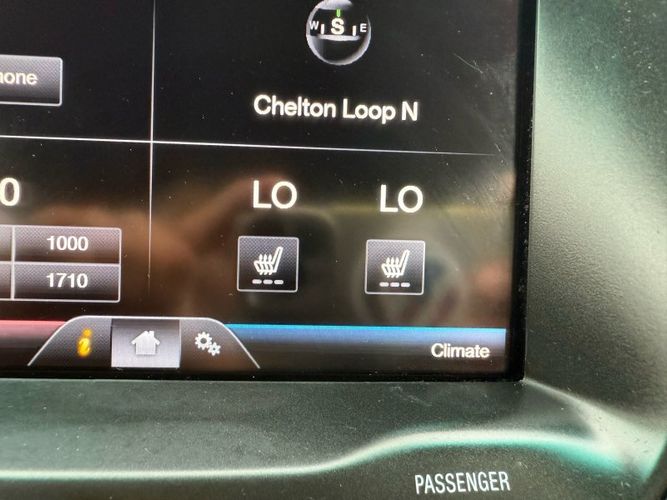 W S E
hone
Chelton Loop N
0
LO LO
1000
1710
i
Climate
PASSENGER